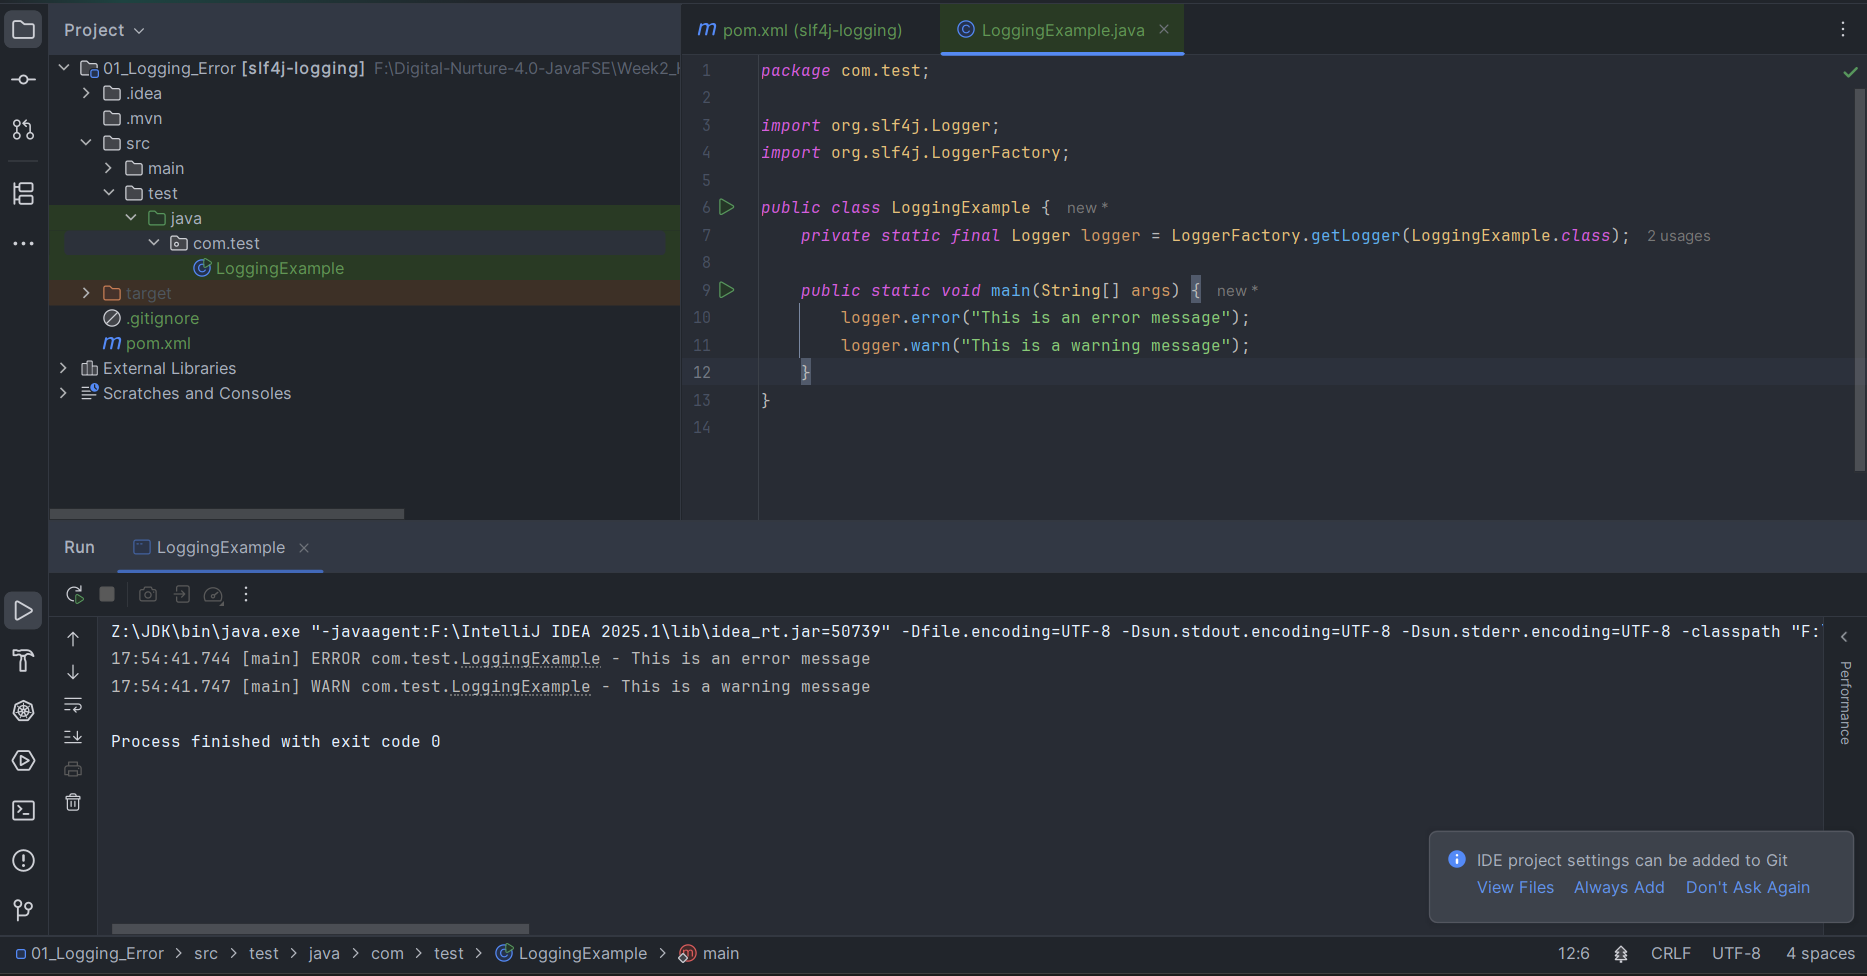 Project
pom.xml (slf4j-logging)
LoggingExample.java
01_Logging_Error [slf4j-logging] F:\Digital-Nurture-4.0-JavaFSE\Week2_
.idea
.mvn
src
main
test
java
com.test
LoggingExample
target
.gitignore
pom.xml
External Libraries
Scratches and Consoles
1 package com.test;
2
3 import org.slf4j.Logger;
4 import org.slf4j.LoggerFactory;
5
6 public class LoggingExample { new *
7 private static final Logger logger = LoggerFactory.getLogger(LoggingExample.class); 2 usages
8
9 public static void main(String[] args) { new *
10 logger.error("This is an error message");
11 logger.warn("This is a warning message");
12 }
13 }
14
Run LoggingExample
Z:\JDK\bin\java.exe "-javaagent:F:\IntelliJ IDEA 2025.1\lib\idea_rt.jar=50739" -Dfile.encoding=UTF-8 -Dsun.stdout.encoding=UTF-8 -Dsun.stderr.encoding=UTF-8 -classpath "F:
17:54:41.744 [main] ERROR com.test.LoggingExample - This is an error message
17:54:41.747 [main] WARN com.test.LoggingExample - This is a warning message
Process finished with exit code 0
Performance
IDE project settings can be added to Git
View Files Always Add Don't Ask Again
01_Logging_Error > src > test > java > com > test > LoggingExample > main
12:6 CRLF UTF-8 4 spaces